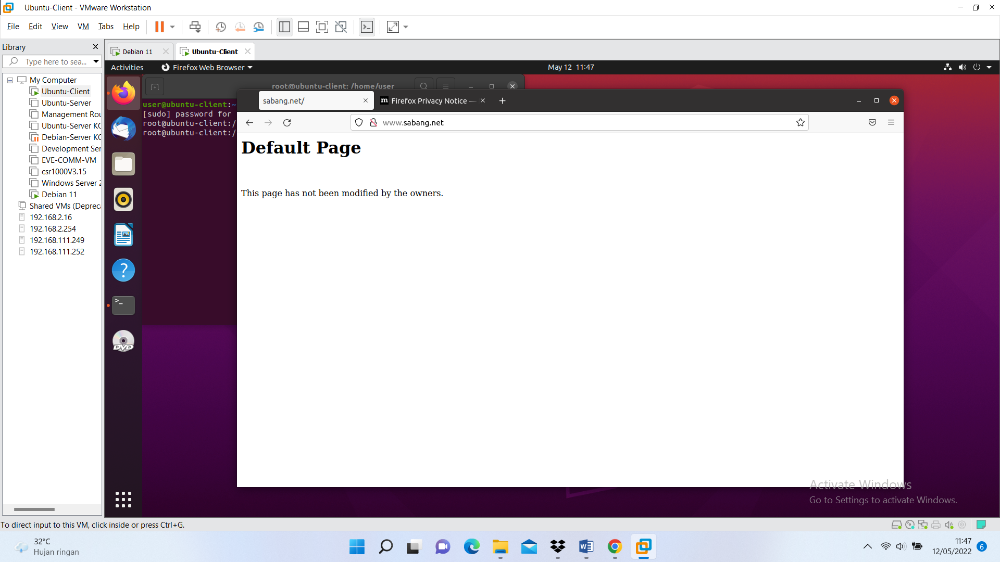 Ubuntu-Client - VMware Workstation
File Edit View VM Tabs Help
Library
Type here to sea...
My Computer
Ubuntu-Client
Ubuntu-Server
Management Rou
Ubuntu-Server KC
Debian-Server KC
Development Ser
EVE-COMM-VM
csr1000V3.15
Windows Server 2
Debian 11
Shared VMs (Depreca
192.168.2.16
192.168.2.254
192.168.111.249
192.168.111.252
Debian 11
Ubuntu-Client
Activities
Firefox Web Browser
May 12 11:47
root@ubuntu-client: /home/user
user@ubuntu-client:~
[sudo] password for
root@ubuntu-client:/
root@ubuntu-client:/
sabang.net/
m Firefox Privacy Notice —
www.sabang.net
Default Page
This page has not been modified by the owners.
>_
DVD
Activate Windows
Go to Settings to activate Windows.
To direct input to this VM, click inside or press Ctrl+G.
32°C
Hujan ringan
11:47
12/05/2022
6